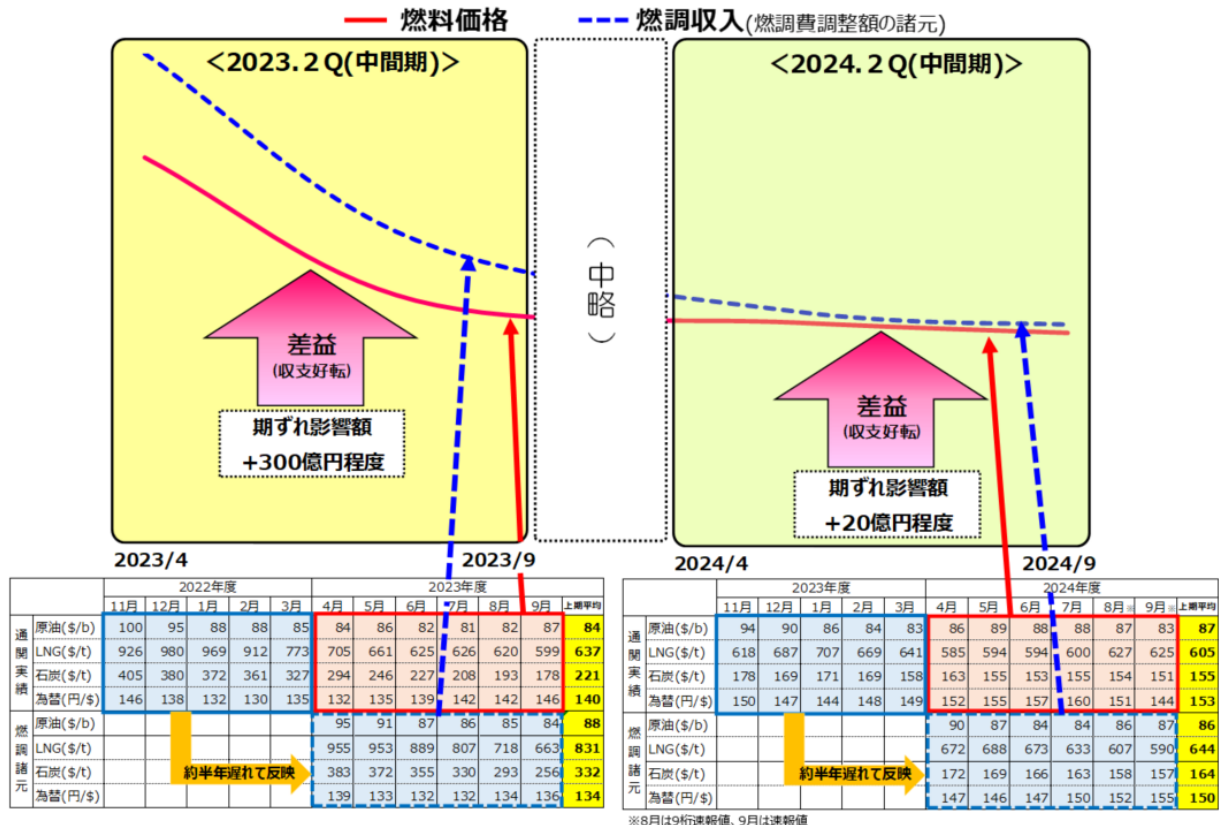 燃料価格 燃調収入(燃調費調整額の諸元)
＜2023.2Q(中間期)＞
差益
(収支好転)
期ずれ影響額
+300億円程度
2023/4 2023/9
（中略）
＜2024.2Q(中間期)＞
差益
(収支好転)
期ずれ影響額
+20億円程度
2024/4 2024/9
2022年度 2023年度
11月 12月 1月 2月 3月 4月 5月 6月 7月 8月 9月 上期平均
通関実績
原油($/b) 100 95 88 88 85 84 86 82 81 82 87 84
LNG($/t) 926 980 969 912 773 705 661 625 626 620 599 637
石炭($/t) 405 380 372 361 327 294 246 227 208 193 178 221
為替(円/$) 146 138 132 130 135 132 135 139 142 142 146 140
燃調諸元
原油($/b) 95 91 87 86 85 84 88
LNG($/t) 955 953 889 807 718 663 831
石炭($/t) 約半年遅れて反映 383 372 355 330 293 256 332
為替(円/$) 139 133 132 132 134 136 134
2023年度 2024年度
11月 12月 1月 2月 3月 4月 5月 6月 7月 8月※ 9月※ 上期平均
通関実績
原油($/b) 94 90 86 84 83 86 89 88 88 87 83 87
LNG($/t) 618 687 707 669 641 585 594 594 600 627 625 605
石炭($/t) 178 169 171 169 158 163 155 153 155 154 151 155
為替(円/$) 150 147 144 148 149 152 155 157 160 151 144 153
燃調諸元
原油($/b) 90 87 84 84 86 87 86
LNG($/t) 672 688 673 633 607 590 644
石炭($/t) 約半年遅れて反映 172 169 166 163 158 157 164
為替(円/$) 147 146 147 150 152 155 150
※8月は9桁速報値、9月は速報値